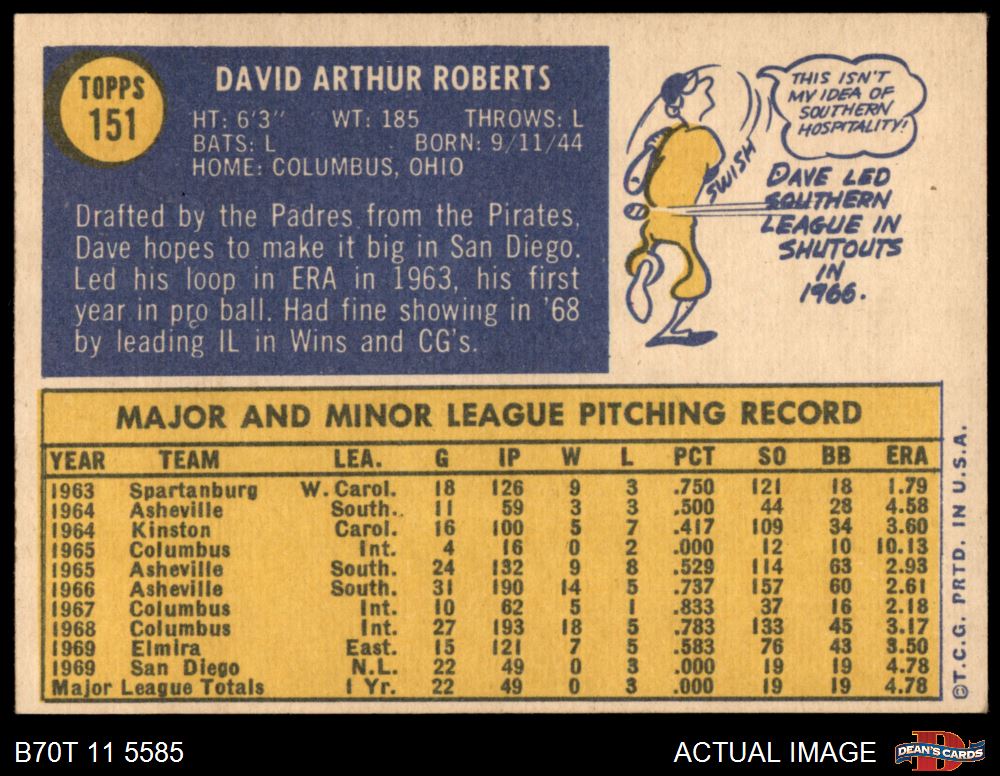 TOPPS
151
DAVID ARTHUR ROBERTS
HT: 6'3" WT: 185 THROWS: L
BATS: L BORN: 9/11/44
HOME: COLUMBUS, OHIO
Drafted by the Padres from the Pirates,
Dave hopes to make it big in San Diego.
Led his loop in ERA in 1963, his first
year in pro ball. Had fine showing in '68
by leading IL in Wins and CG's.
THIS ISN'T
MY IDEA OF
SOUTHERN
HOSPITALITY!
SWISH
DAVE LED
SOUTHERN
LEAGUE IN
SHUTOUTS
IN
1966.
MAJOR AND MINOR LEAGUE PITCHING RECORD
YEAR TEAM LEA. G IP W L PCT SO BB ERA
1963 Spartanburg W. Carol. 18 126 9 3 .750 121 18 1.79
1964 Asheville South. 11 59 3 3 .500 44 28 4.58
1964 Kinston Carol. 16 100 5 7 .417 109 34 3.60
1965 Columbus Int. 4 16 0 2 .000 12 10 10.13
1965 Asheville South. 24 132 9 8 .529 114 63 2.93
1966 Asheville South. 31 190 14 5 .737 157 60 2.61
1967 Columbus Int. 10 62 5 1 .833 37 16 2.18
1968 Columbus Int. 27 193 18 5 .783 133 45 3.17
1969 Elmira East. 15 121 7 5 .583 76 43 3.50
1969 San Diego N.L. 22 49 0 3 .000 19 19 4.78
Major League Totals 1 Yr. 22 49 0 3 .000 19 19 4.78
©T.C.G. PRTD. IN U.S.A.
B70T 11 5585
ACTUAL IMAGE
DEAN'S CARDS